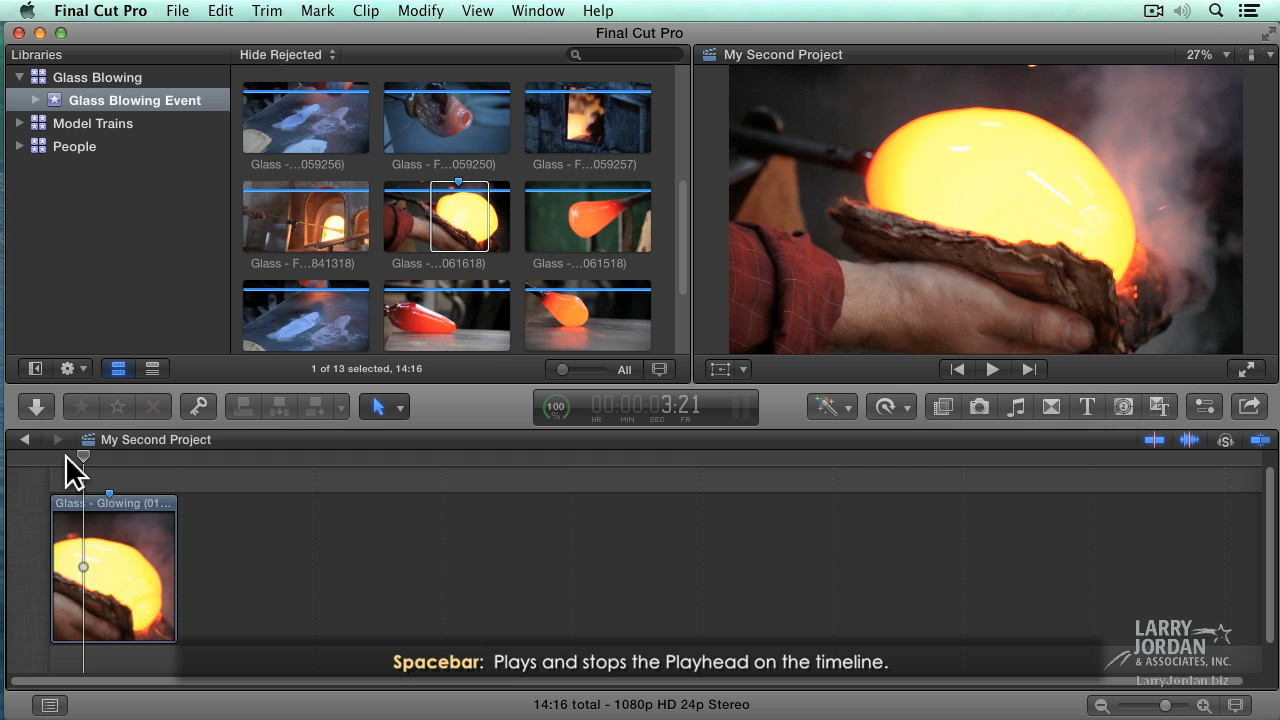 Final Cut Pro File Edit Trim Mark Clip Modify View Window Help
Final Cut Pro
Libraries
Hide Rejected
My Second Project
27%
Glass Blowing
Glass Blowing Event
Model Trains
People
Glass -...059256)
Glass - F...059250)
Glass - F...059257)
Glass - F...841318)
Glass -...061618)
Glass -...061518)
1 of 13 selected, 14:16
All
100
00:00:03:21
HR MIN SEC FR
My Second Project
Glass - Glowing (01...
LARRY
JORDAN
& ASSOCIATES, INC.
LarryJordan.biz
Spacebar: Plays and stops the Playhead on the timeline.
14:16 total - 1080p HD 24p Stereo